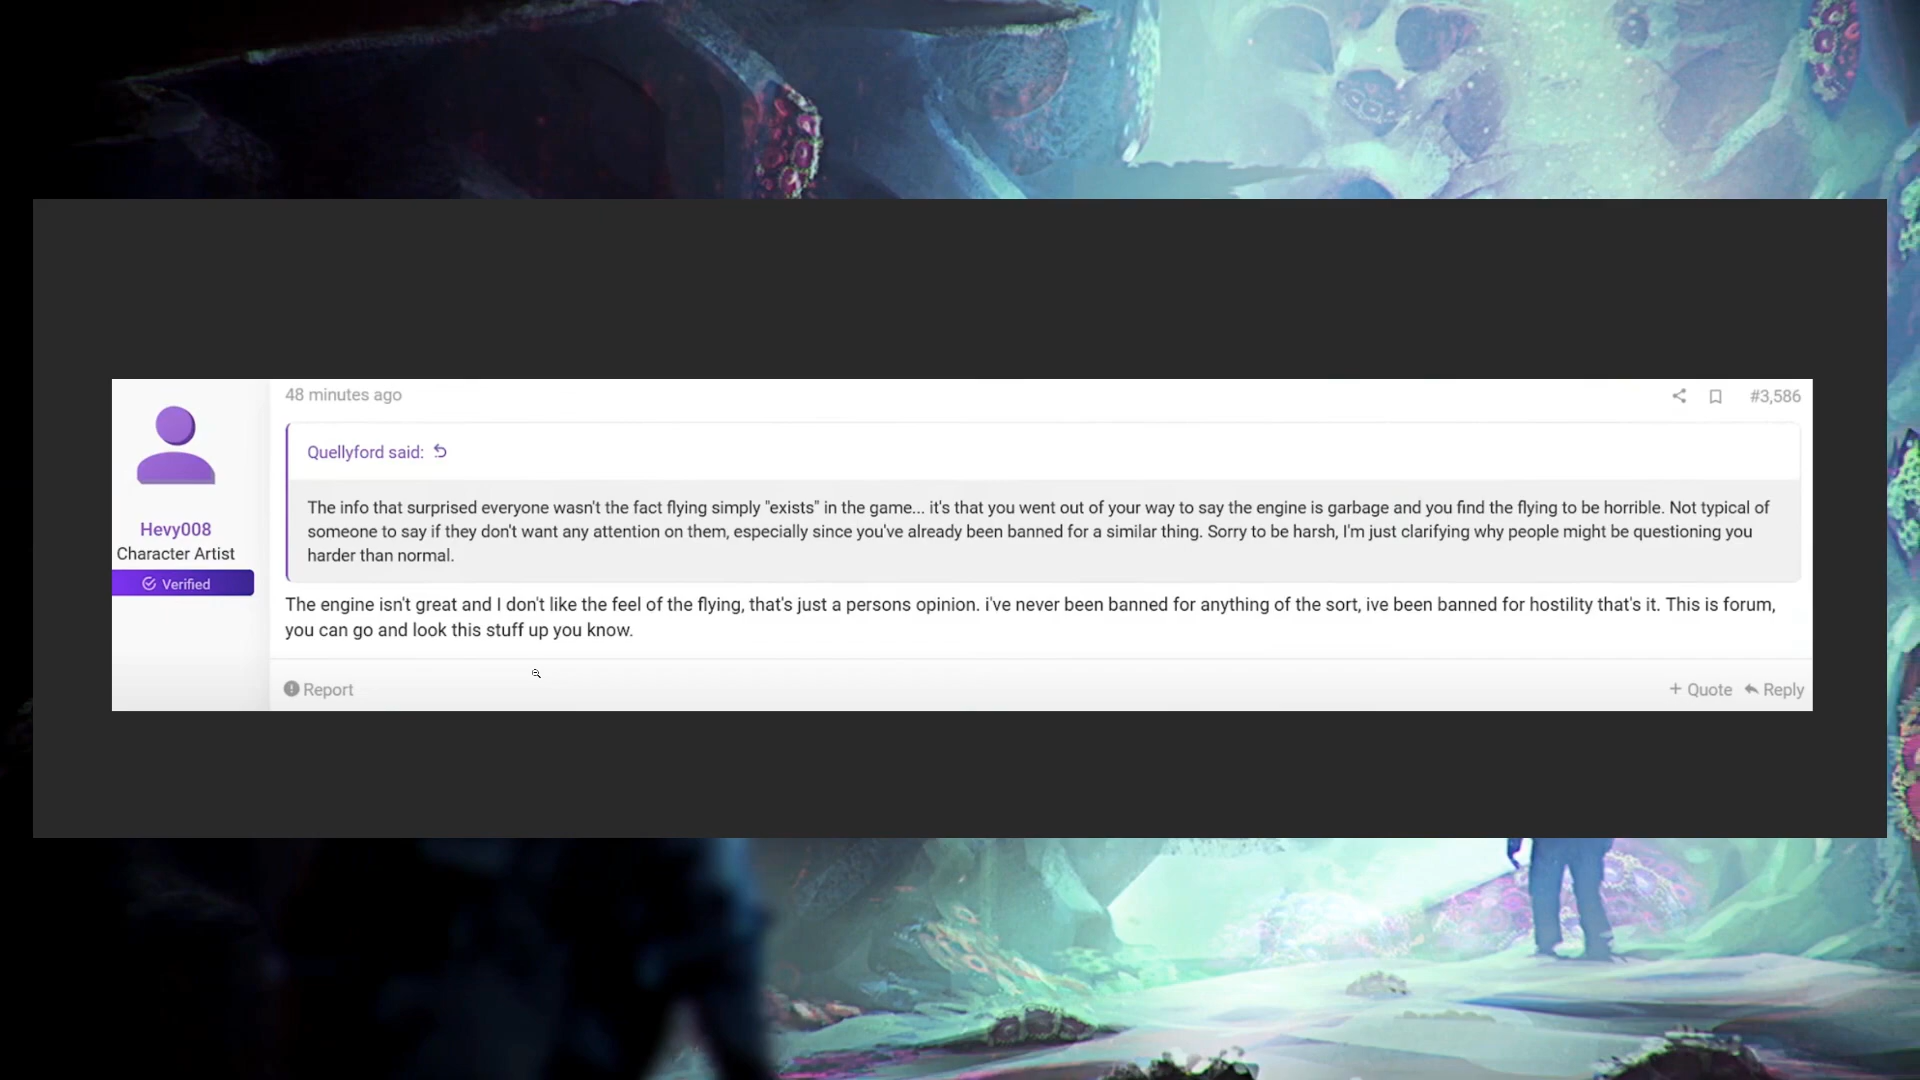 48 minutes ago
#3,586
Quellyford said:
The info that surprised everyone wasn't the fact flying simply "exists" in the game... it's that you went out of your way to say the engine is garbage and you find the flying to be horrible. Not typical of
someone to say if they don't want any attention on them, especially since you've already been banned for a similar thing. Sorry to be harsh, I'm just clarifying why people might be questioning you
harder than normal.
Hevy008
Character Artist
Verified
The engine isn't great and I don't like the feel of the flying, that's just a persons opinion. i've never been banned for anything of the sort, ive been banned for hostility that's it. This is forum,
you can go and look this stuff up you know.
Report
+ Quote
Reply